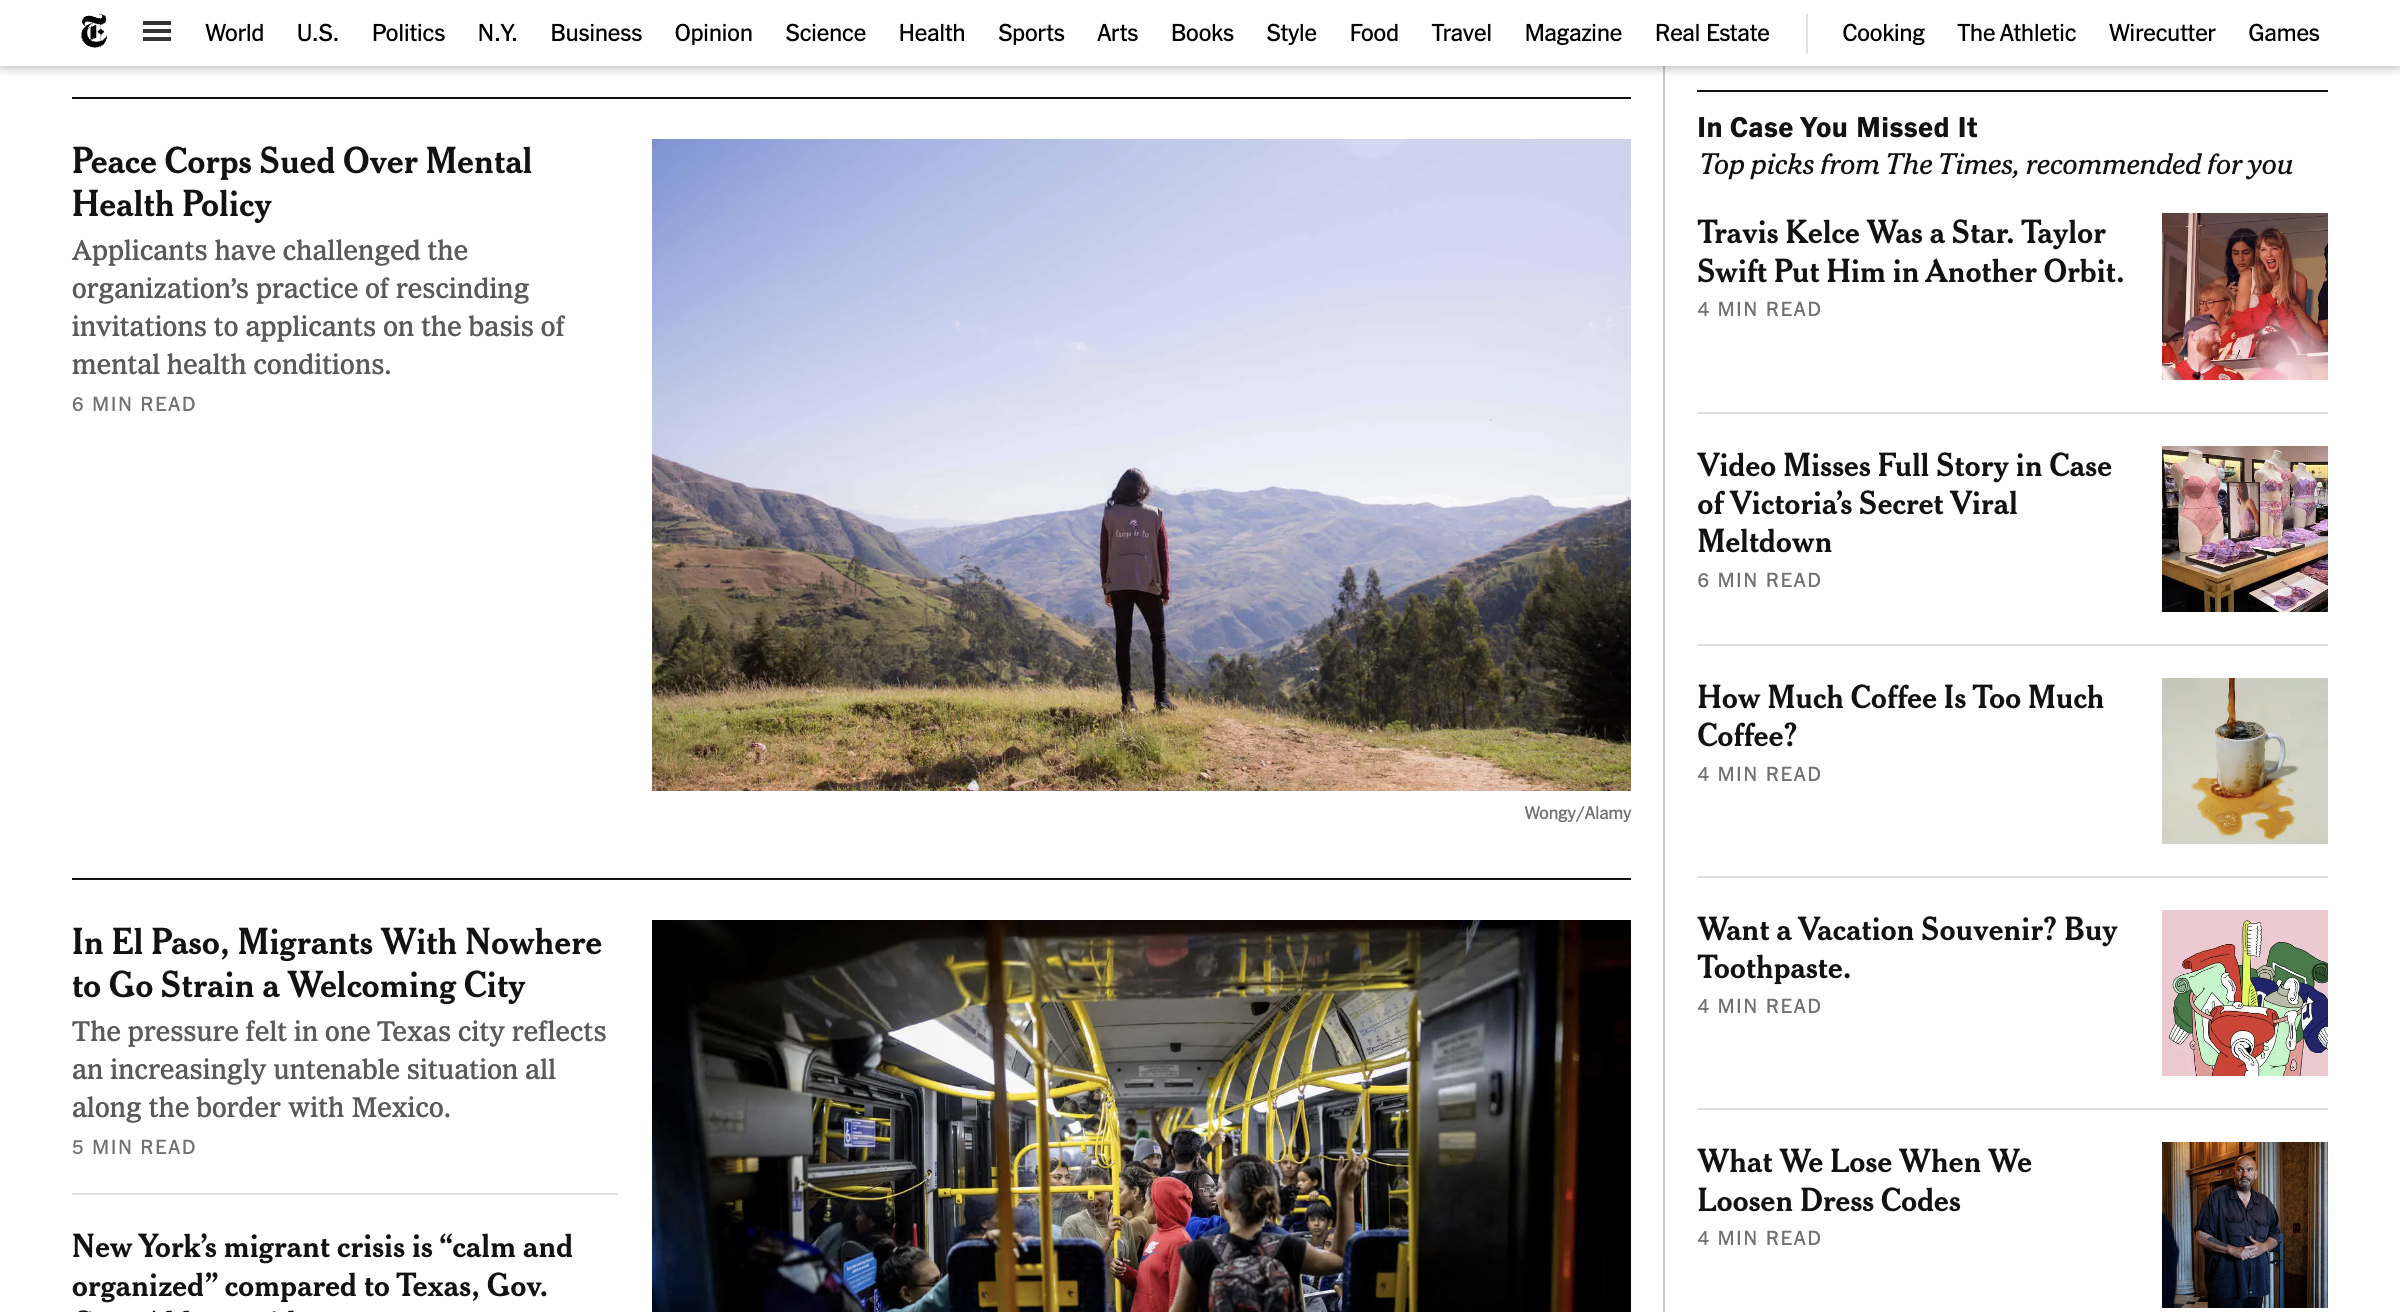 World U.S. Politics N.Y. Business Opinion Science Health Sports Arts Books Style Food Travel Magazine Real Estate Cooking The Athletic Wirecutter Games
Peace Corps Sued Over Mental
Health Policy
Applicants have challenged the
organization’s practice of rescinding
invitations to applicants on the basis of
mental health conditions.
6 MIN READ
Cuerpo de Paz
Wongy/Alamy
In El Paso, Migrants With Nowhere
to Go Strain a Welcoming City
The pressure felt in one Texas city reflects
an increasingly untenable situation all
along the border with Mexico.
5 MIN READ
New York’s migrant crisis is “calm and
organized” compared to Texas, Gov.
In Case You Missed It
Top picks from The Times, recommended for you
Travis Kelce Was a Star. Taylor
Swift Put Him in Another Orbit.
4 MIN READ
Video Misses Full Story in Case
of Victoria’s Secret Viral
Meltdown
6 MIN READ
How Much Coffee Is Too Much
Coffee?
4 MIN READ
Want a Vacation Souvenir? Buy
Toothpaste.
4 MIN READ
What We Lose When We
Loosen Dress Codes
4 MIN READ